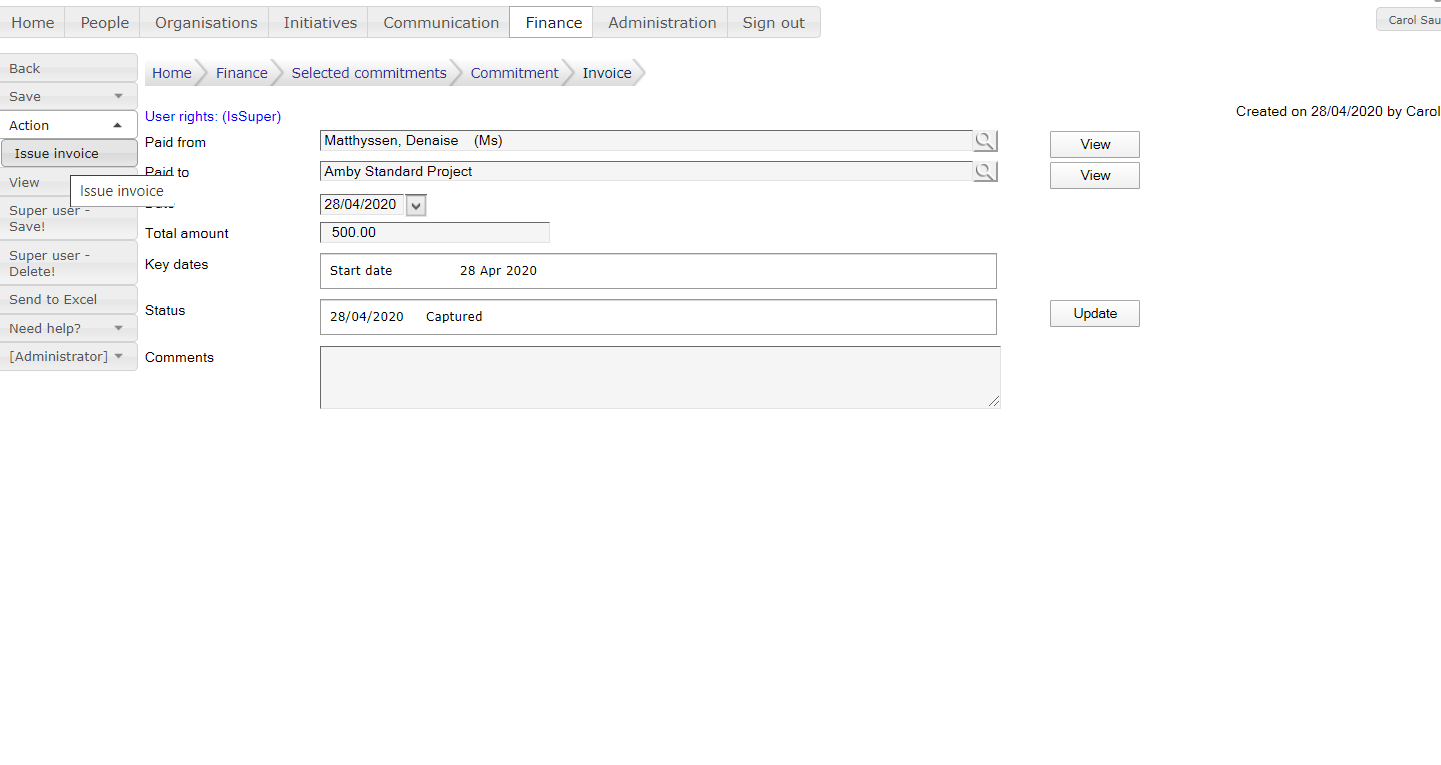 Home People Organisations Initiatives Communication Finance Administration Sign out Carol Sau
Back
Save
Action
Issue invoice
View
Issue invoice
Super user -
Save!
Super user -
Delete!
Send to Excel
Need help?
[Administrator]
Home Finance Selected commitments Commitment Invoice
User rights: (IsSuper)
Created on 28/04/2020 by Carol
Paid from Matthyssen, Denaise (Ms) View
Paid to Amby Standard Project View
Date 28/04/2020
Total amount 500.00
Key dates Start date 28 Apr 2020
Status 28/04/2020 Captured Update
Comments